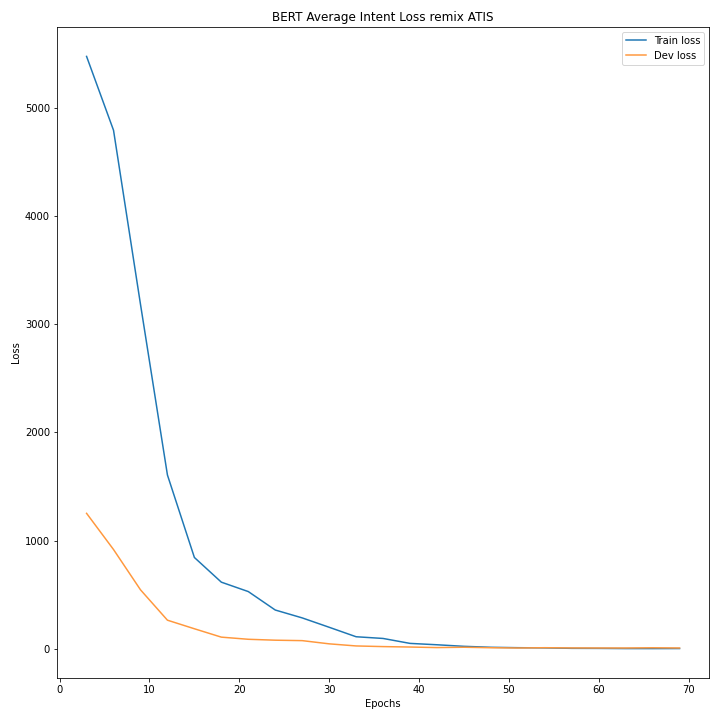 BERT Average Intent Loss remix ATIS
Train loss
Dev loss
Loss
5000
4000
3000
2000
1000
0
0 10 20 30 40 50 60 70
Epochs